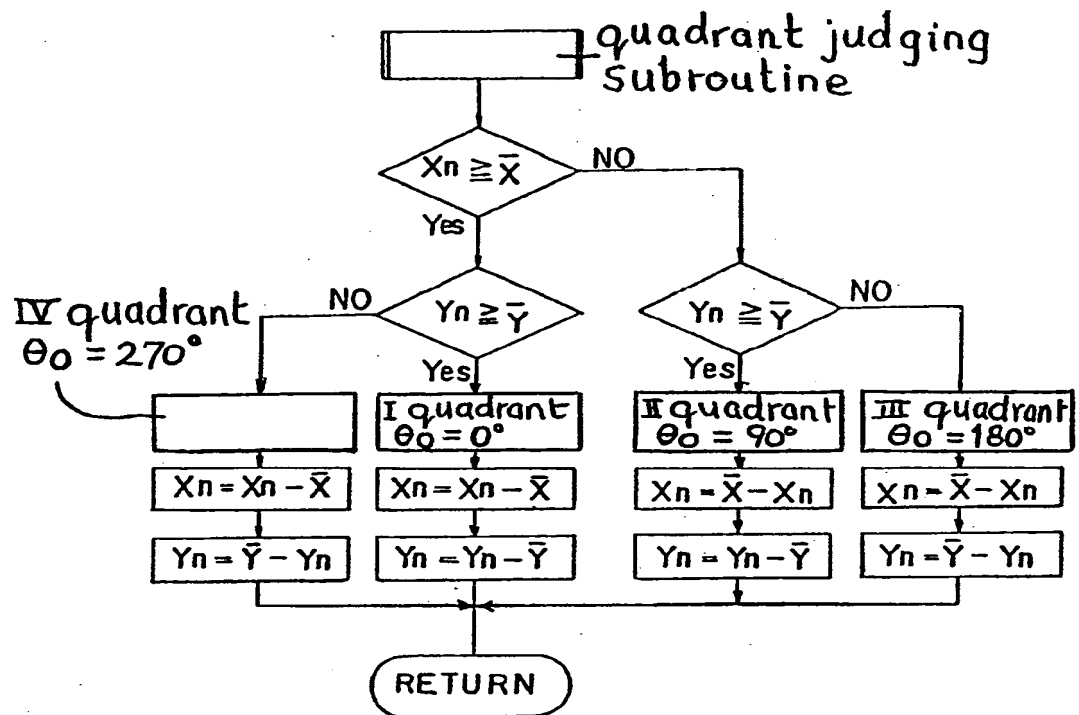 quadrant judging
subroutine
Xn ≧ X̄
NO
Yes
Yn ≧ Ȳ
NO
Yes
Yn ≧ Ȳ
NO
Yes
IV quadrant
θo = 270°
I quadrant
θo = 0°
II quadrant
θo = 90°
III quadrant
θo = 180°
Xn = Xn - X̄
Xn = Xn - X̄
Xn = X̄ - Xn
Xn = X̄ - Xn
Yn = Ȳ - Yn
Yn = Yn - Ȳ
Yn = Yn - Ȳ
Yn = Ȳ - Yn
RETURN